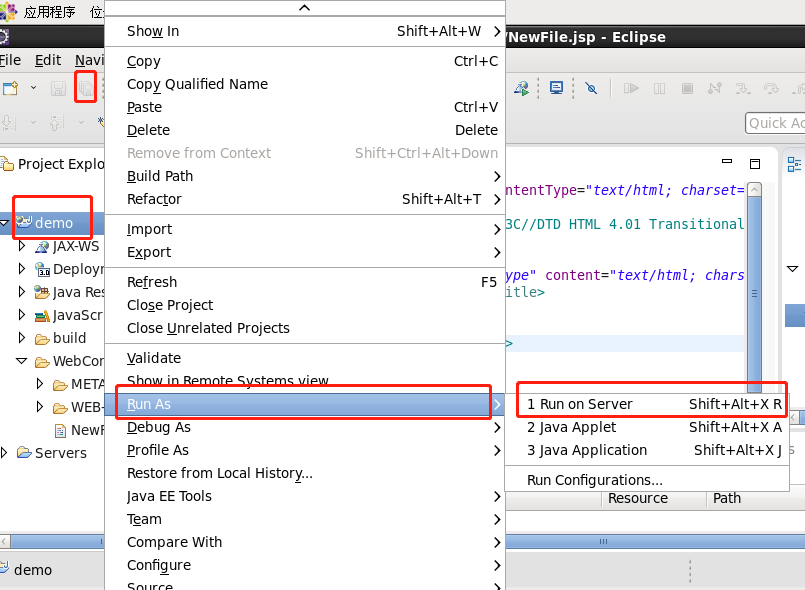 应用程序
/NewFile.jsp - Eclipse
File Edit Navi
Quick Ac
Project Explo
demo
JAX-WS
Deployn
3.0
Java Res
JavaScr
build
WebCon
META
WEB-
NewF
Servers
demo
Show In Shift+Alt+W
Copy Ctrl+C
Copy Qualified Name
Paste Ctrl+V
Delete Delete
Remove from Context Shift+Ctrl+Alt+Down
Build Path
Refactor Shift+Alt+T
Import
Export
Refresh F5
Close Project
Close Unrelated Projects
Validate
Show in Remote Systems view
Run As
Debug As
Profile As
Restore from Local History...
Java EE Tools
Team
Compare With
Configure
Source
1 Run on Server Shift+Alt+X R
2 Java Applet Shift+Alt+X A
3 Java Application Shift+Alt+X J
Run Configurations...
ntentType="text/html; charset=
3C//DTD HTML 4.01 Transitional
ype" content="text/html; chars
itle>
>
s
Resource Path